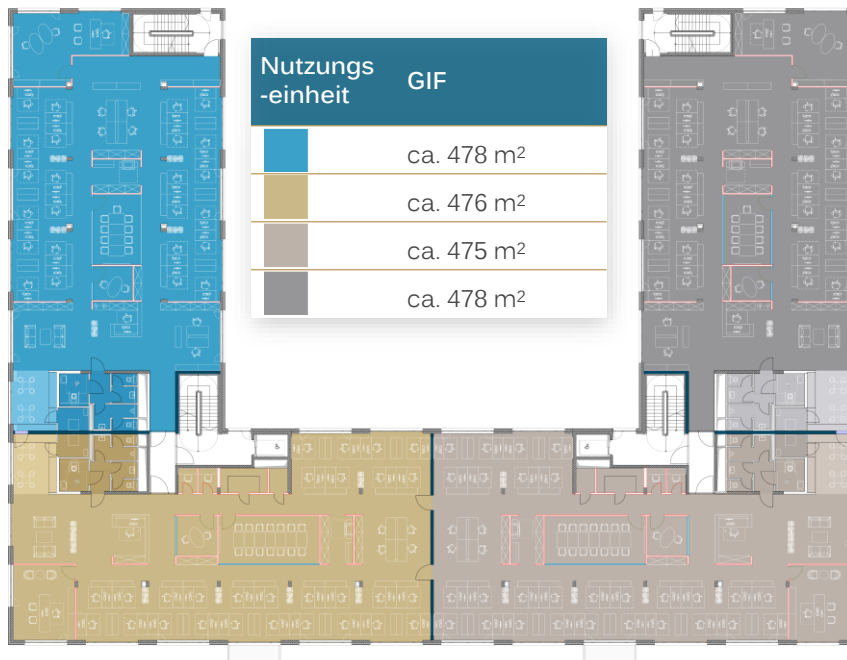 Nutzungs
-einheit GIF
ca. 478 m²
ca. 476 m²
ca. 475 m²
ca. 478 m²